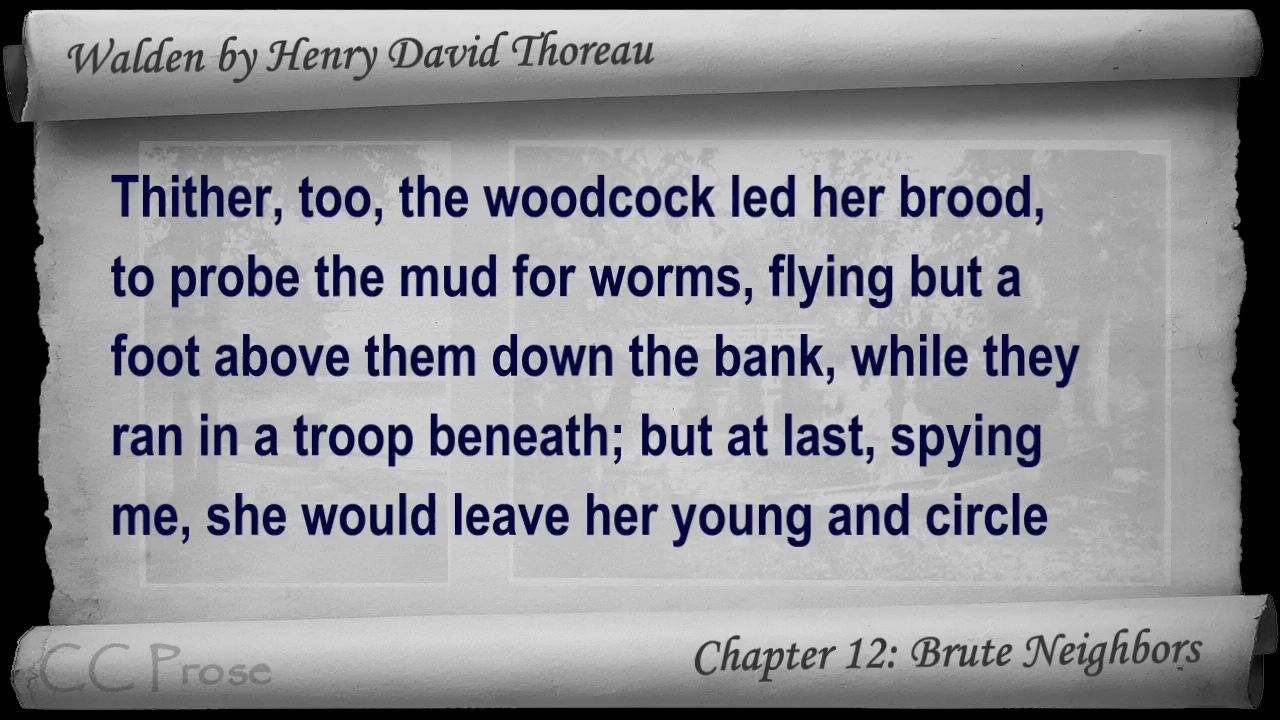 Walden by Henry David Thoreau
Thither, too, the woodcock led her brood,
to probe the mud for worms, flying but a
foot above them down the bank, while they
ran in a troop beneath; but at last, spying
me, she would leave her young and circle
CC Prose
Chapter 12: Brute Neighbors